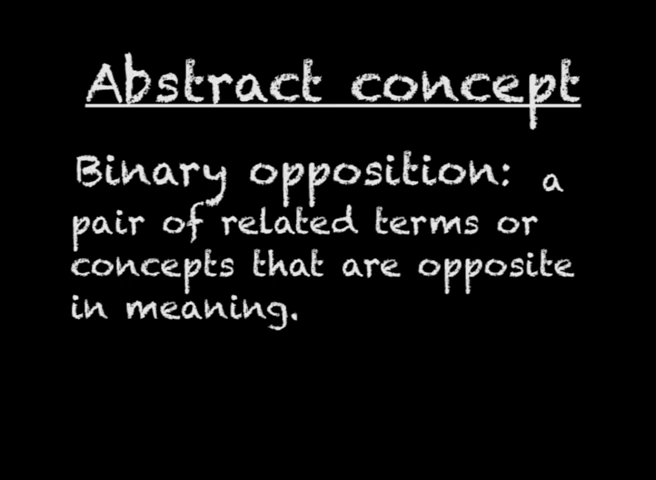 Abstract concept
Binary opposition: a
pair of related terms or
concepts that are opposite
in meaning.